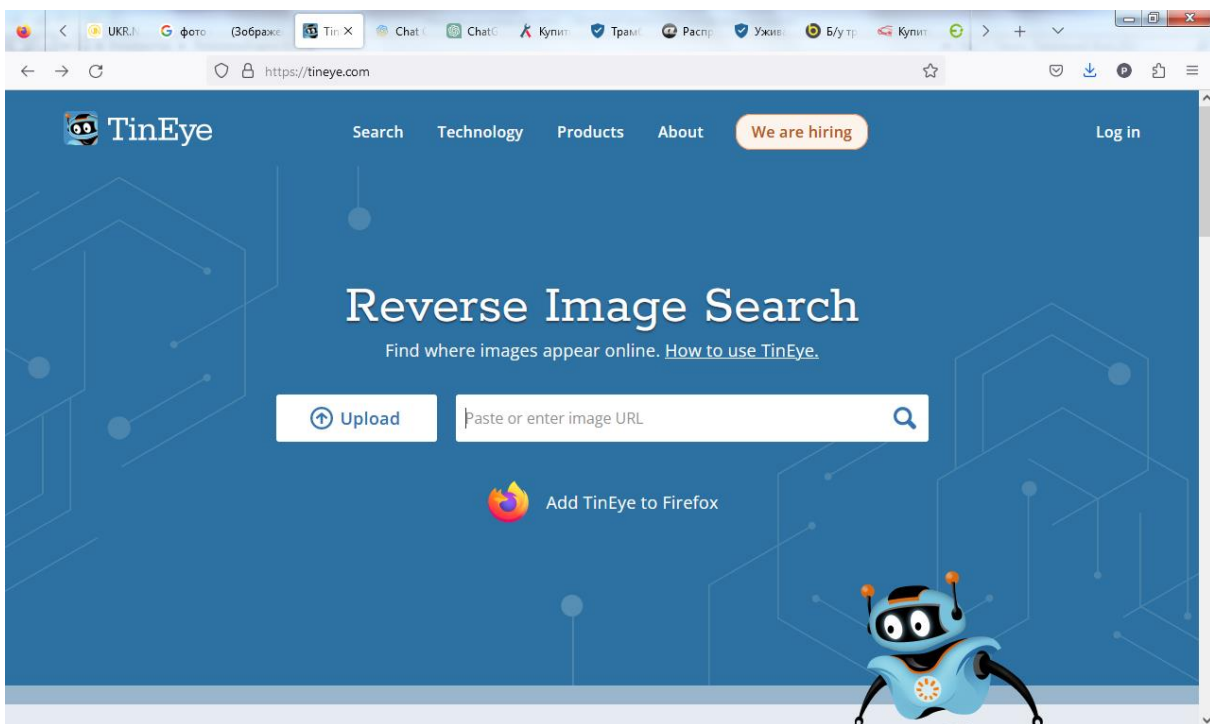 UKR.N фото (Зображе Tin Chat ChatG Купит Трам Распр Ужив Б/у тр Купит
https://tineye.com
TinEye Search Technology Products About We are hiring Log in
Reverse Image Search
Find where images appear online. How to use TinEye.
Upload Paste or enter image URL
Add TinEye to Firefox